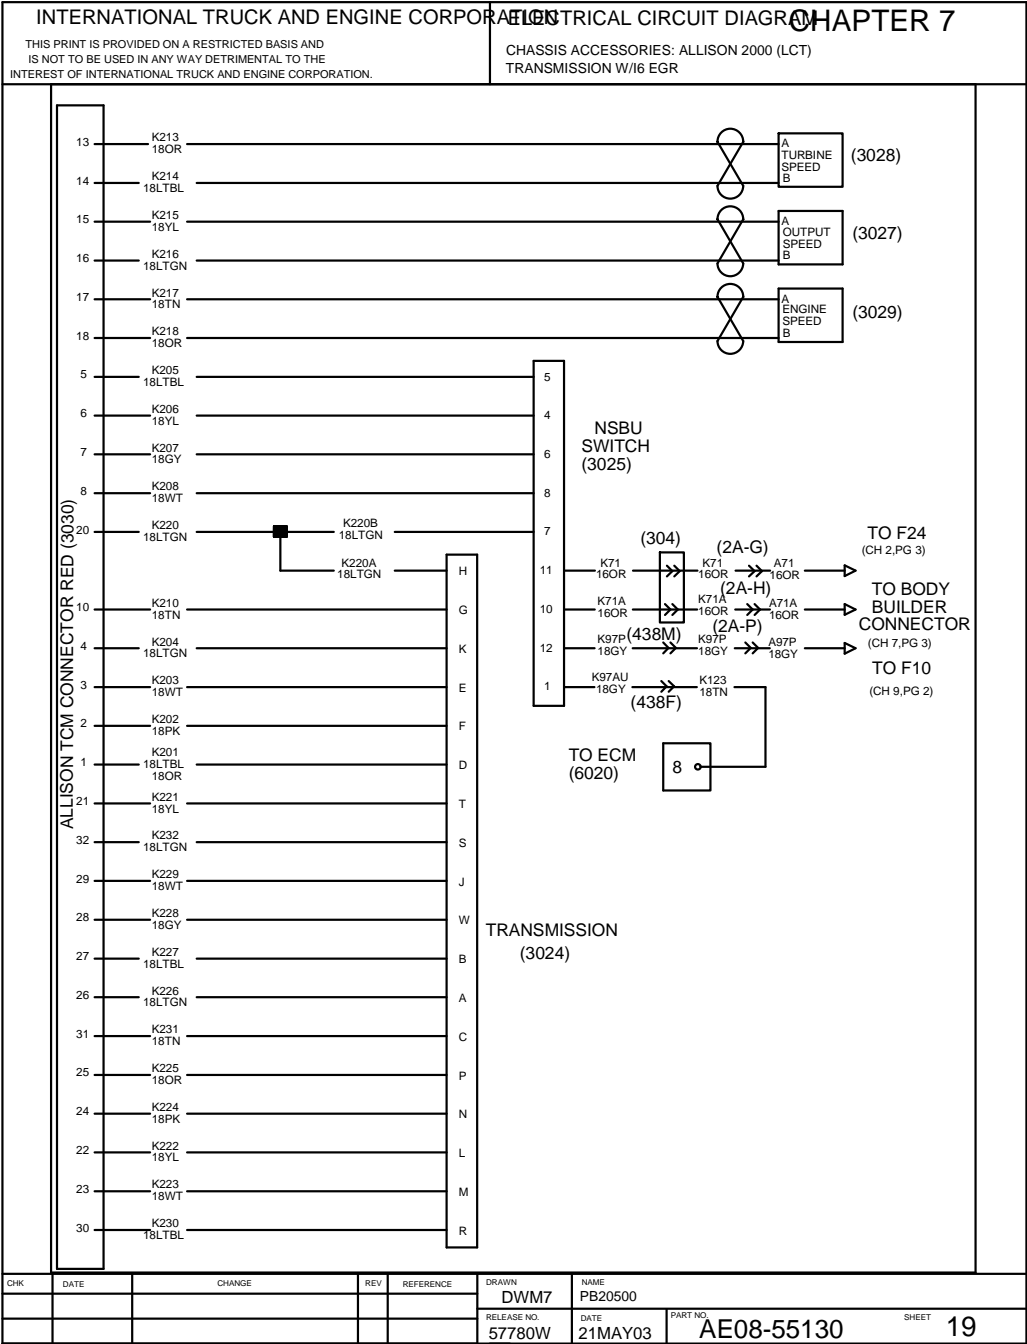 INTERNATIONAL TRUCK AND ENGINE CORPORATION
THIS PRINT IS PROVIDED ON A RESTRICTED BASIS AND
IS NOT TO BE USED IN ANY WAY DETRIMENTAL TO THE
INTEREST OF INTERNATIONAL TRUCK AND ENGINE CORPORATION.
ELECTRICAL CIRCUIT DIAGRAM
CHAPTER 7
CHASSIS ACCESSORIES: ALLISON 2000 (LCT)
TRANSMISSION W/I6 EGR
ALLISON TCM CONNECTOR RED (3030)
13 K213 A
18OR TURBINE (3028)
SPEED
14 K214 B
18LTBL
15 K215 A
18YL OUTPUT (3027)
SPEED
16 K216 B
18LTGN
17 K217 A
18TN ENGINE (3029)
SPEED
18 K218 B
18OR
5 K205 5
18LTBL
6 K206 4
18YL
NSBU
SWITCH
(3025)
7 K207 6
18GY
8 K208 8
18WT
20 K220 K220B 7
18LTGN 18LTGN
K220A H
18LTGN
(304) (2A-G)
11 K71 K71 A71
16OR 16OR 16OR
TO F24
(CH 2,PG 3)
(2A-H)
10 K71A K71A A71A
16OR 16OR 16OR
TO BODY
BUILDER
CONNECTOR
(CH 7,PG 3)
(438M) (2A-P)
12 K97P K97P A97P
18GY 18GY 18GY
TO F10
(CH 9,PG 2)
1 K97AU K123
18GY 18TN
(438F)
TO ECM
(6020)
8
10 K210 G
18TN
4 K204 K
18LTGN
3 K203 E
18WT
2 K202 F
18PK
1 K201 D
18LTBL
18OR
21 K221 T
18YL
32 K232 S
18LTGN
29 K229 J
18WT
28 K228 W
18GY
TRANSMISSION
(3024)
27 K227 B
18LTBL
26 K226 A
18LTGN
31 K231 C
18TN
25 K225 P
18OR
24 K224 N
18PK
22 K222 L
18YL
23 K223 M
18WT
30 K230 R
18LTBL
CHK DATE CHANGE REV REFERENCE
DRAWN
DWM7
NAME
PB20500
RELEASE NO.
57780W
DATE
21MAY03
PART NO.
AE08-55130
SHEET 19